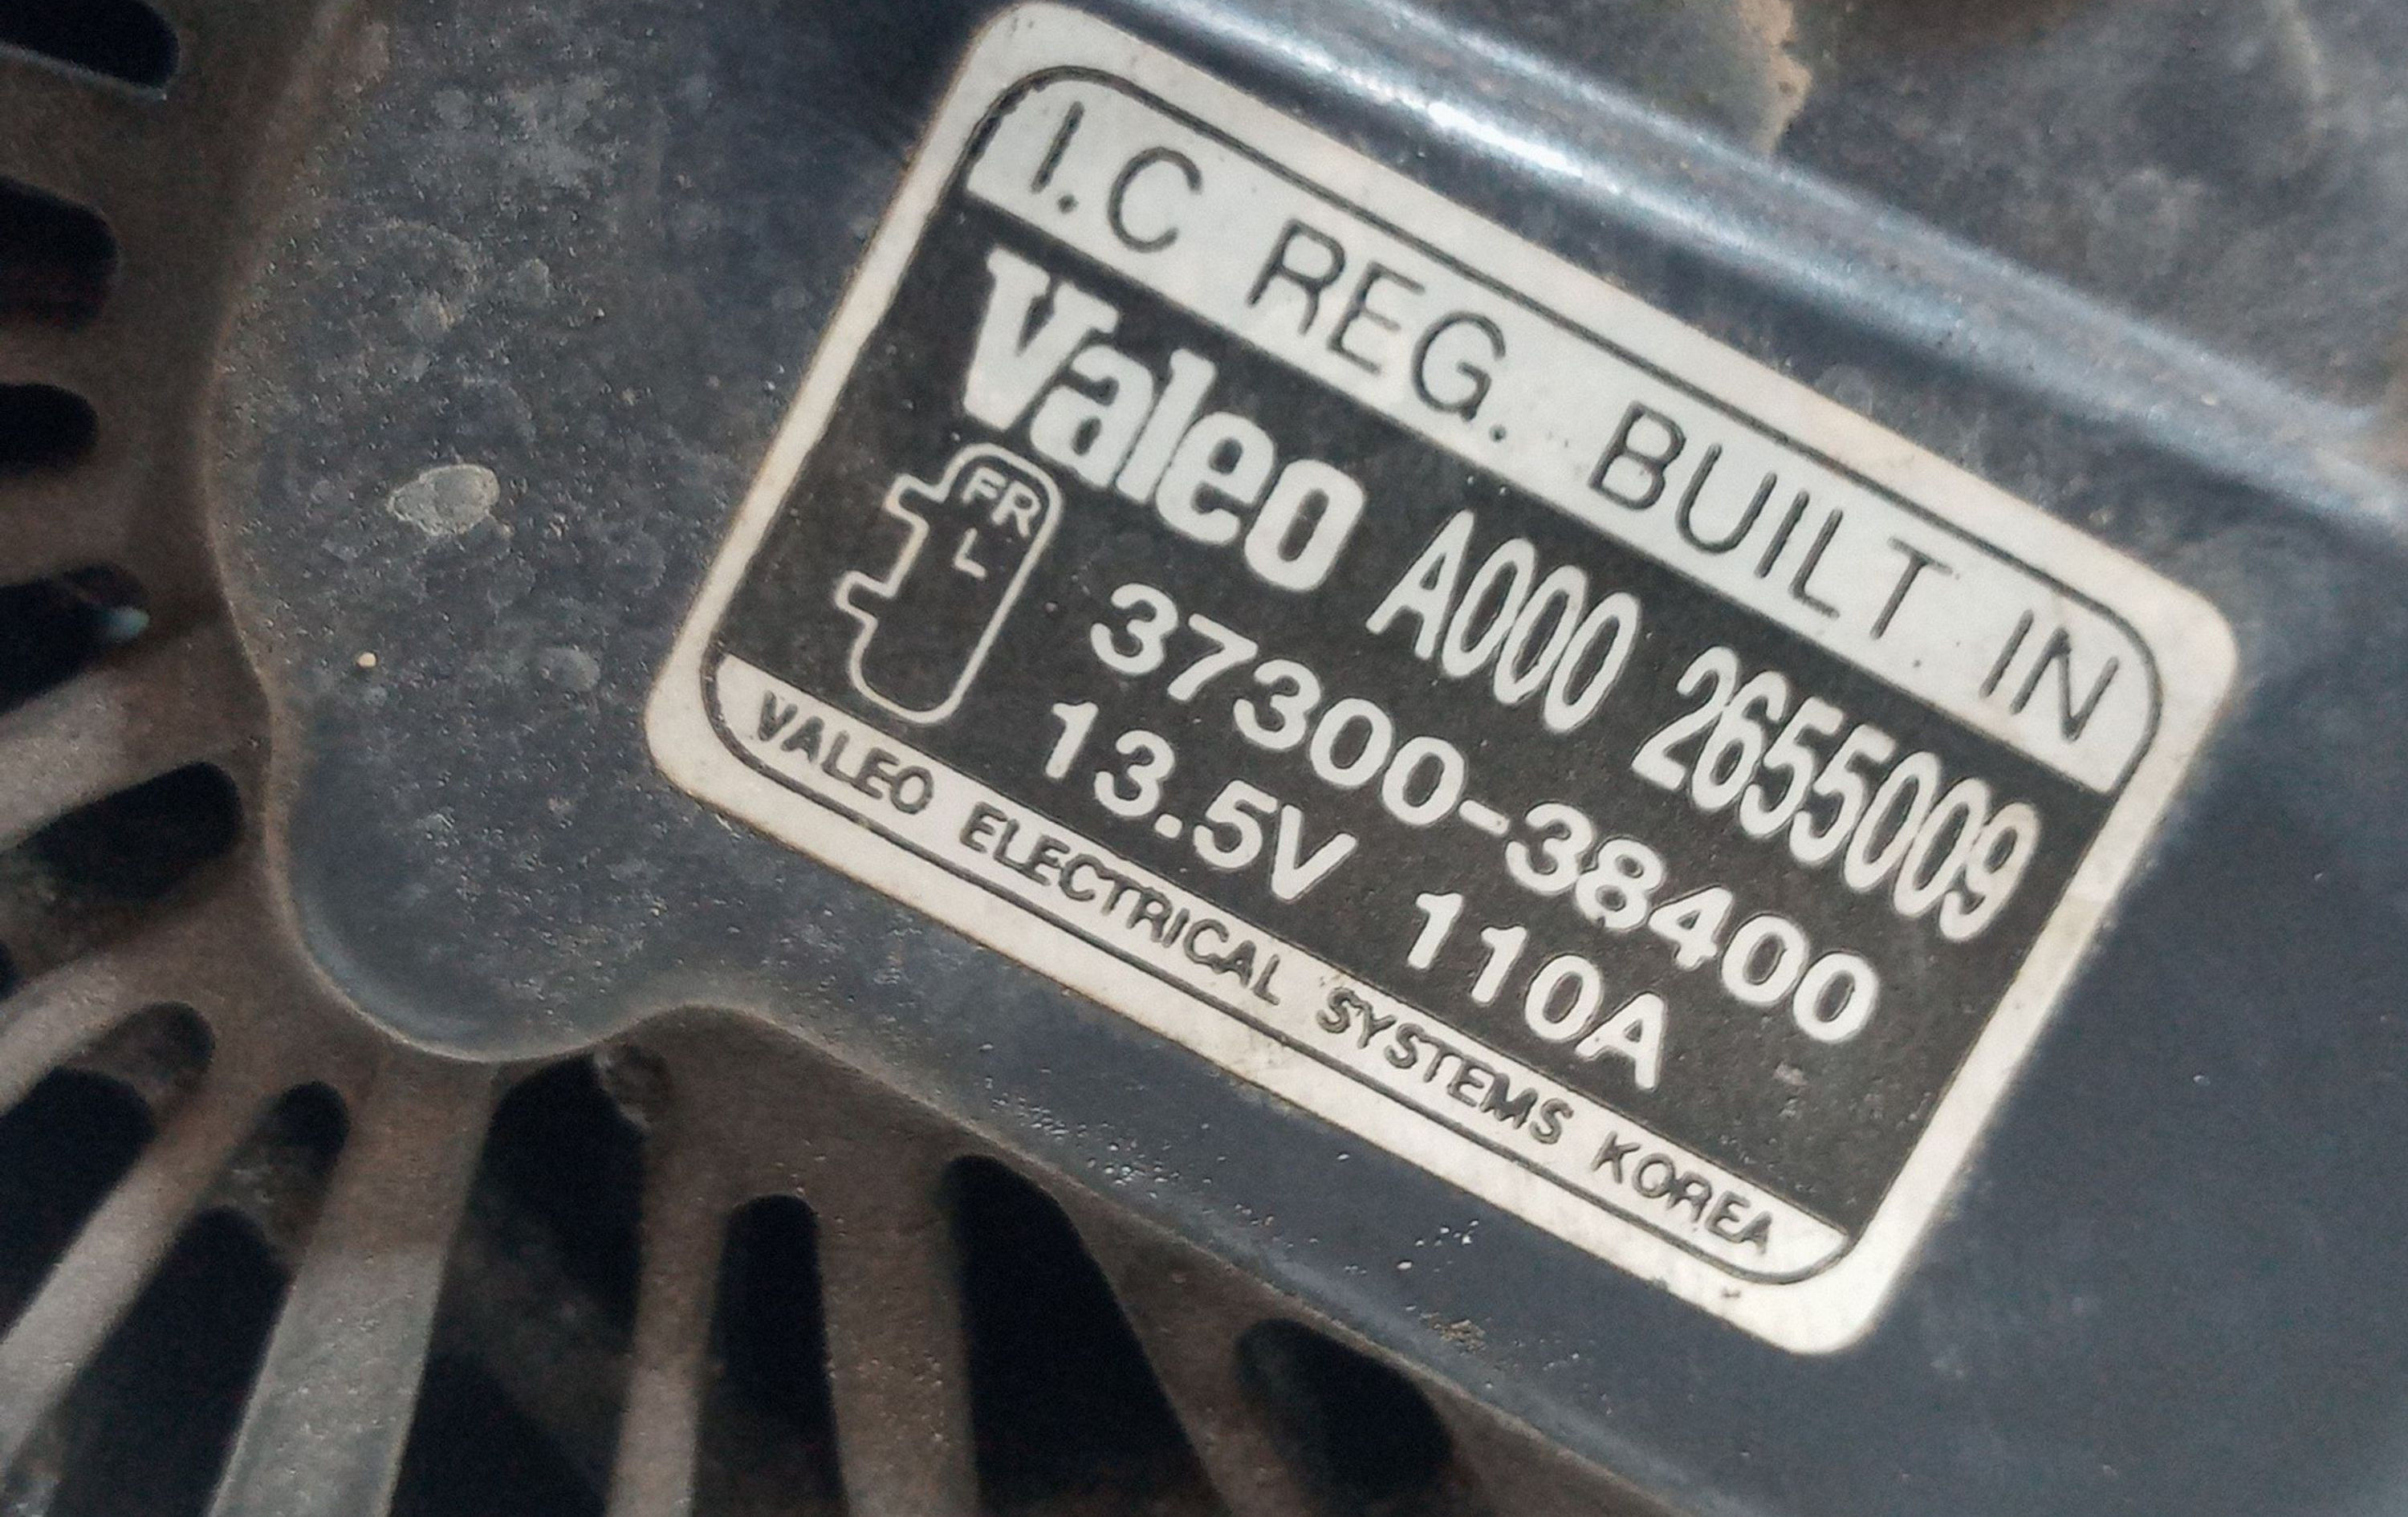 I.C REG. BUILT IN
Valeo A000 2655009
FR
L
37300-38400
13.5V 110A
VALEO ELECTRICAL SYSTEMS KOREA